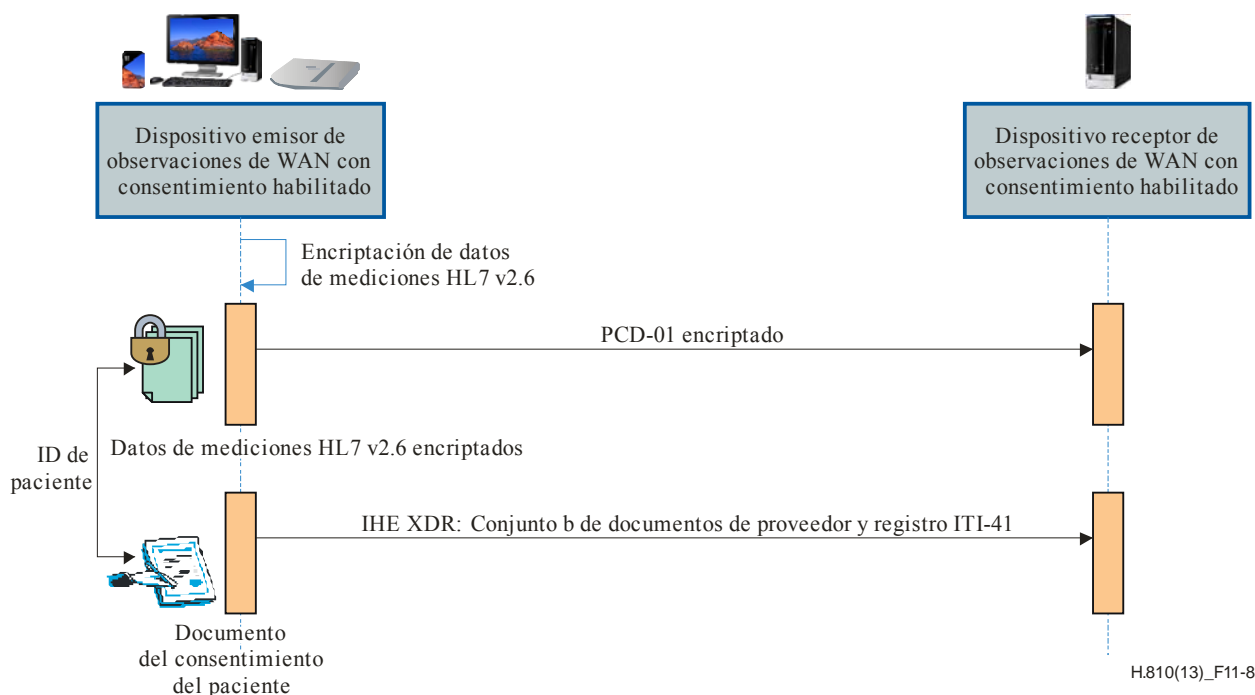 Dispositivo emisor de
observaciones de WAN con
consentimiento habilitado
Dispositivo receptor de
observaciones de WAN con
consentimiento habilitado
Encriptación de datos
de mediciones HL7 v2.6
PCD-01 encriptado
Datos de mediciones HL7 v2.6 encriptados
ID de
paciente
IHE XDR: Conjunto b de documentos de proveedor y registro ITI-41
Documento
del consentimiento
del paciente
H.810(13)_F11-8